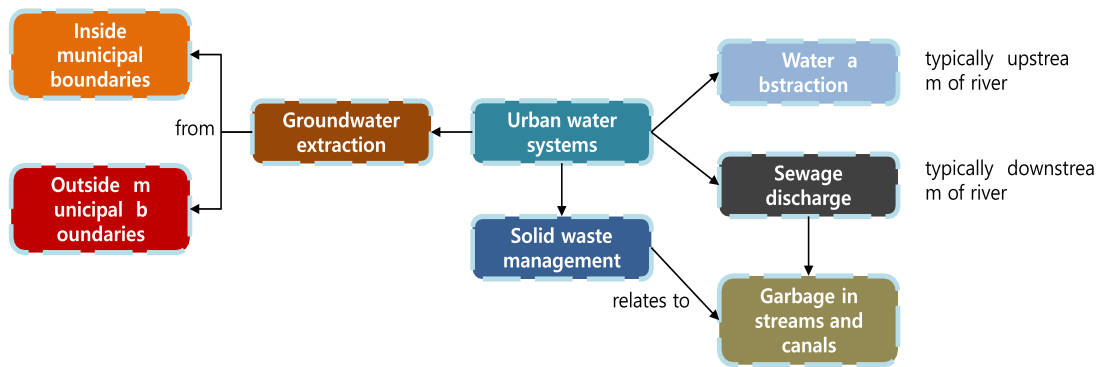 Inside
municipal
boundaries
from
Outside m
unicipal b
oundaries
Groundwater
extraction
Urban water
systems
Solid waste
management
relates to
Water a
bstraction
typically upstrea
m of river
Sewage
discharge
typically downstrea
m of river
Garbage in
streams and
canals